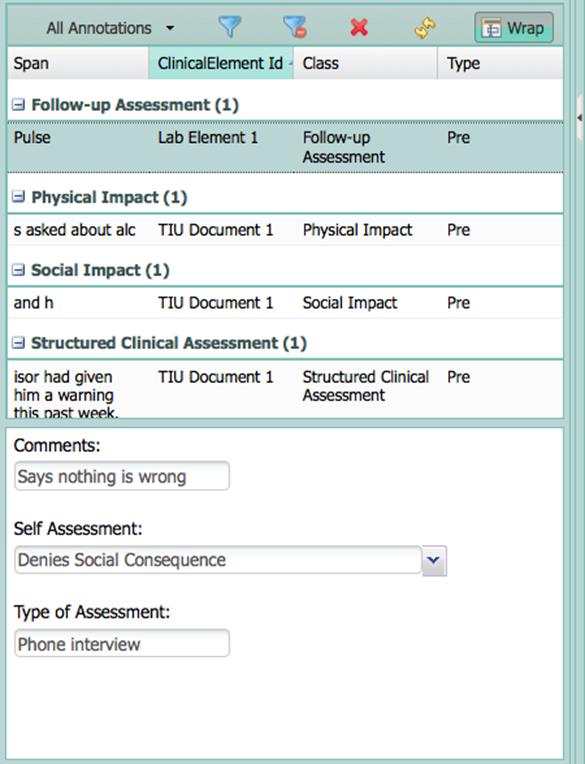 All Annotations Wrap
Span ClinicalElement Id Class Type
Follow-up Assessment (1)
Pulse Lab Element 1 Follow-up Pre
Assessment
Physical Impact (1)
s asked about alc TIU Document 1 Physical Impact Pre
Social Impact (1)
and h TIU Document 1 Social Impact Pre
Structured Clinical Assessment (1)
isor had given TIU Document 1 Structured Clinical Pre
him a warning Assessment
this past week.
Comments:
Says nothing is wrong
Self Assessment:
Denies Social Consequence
Type of Assessment:
Phone interview